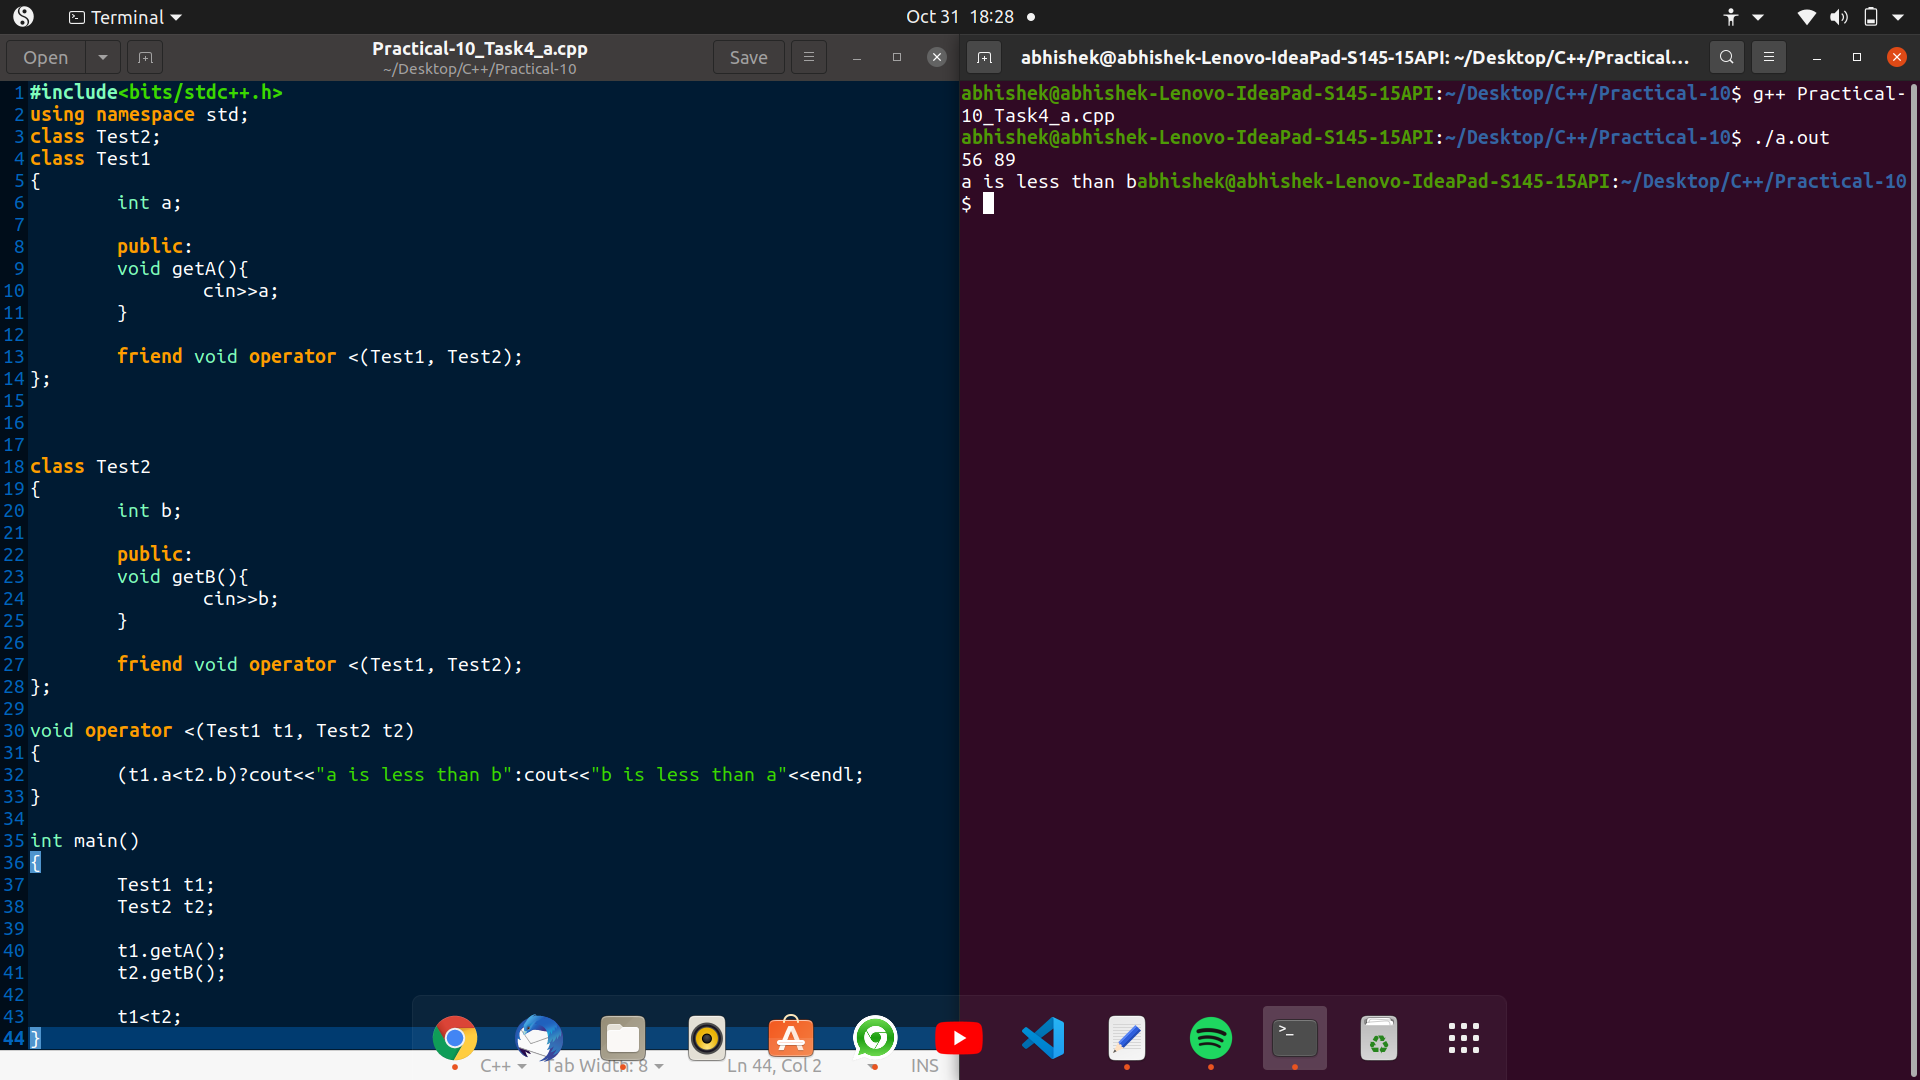 Terminal
Oct 31 18:28
Open
Practical-10_Task4_a.cpp
~/Desktop/C++/Practical-10
Save
abhishek@abhishek-Lenovo-IdeaPad-S145-15API: ~/Desktop/C++/Practical...
1 #include<bits/stdc++.h>
2 using namespace std;
3 class Test2;
4 class Test1
5 {
6 int a;
7
8 public:
9 void getA(){
10 cin>>a;
11 }
12
13 friend void operator <(Test1, Test2);
14 };
15
16
17
18 class Test2
19 {
20 int b;
21
22 public:
23 void getB(){
24 cin>>b;
25 }
26
27 friend void operator <(Test1, Test2);
28 };
29
30 void operator <(Test1 t1, Test2 t2)
31 {
32 (t1.a<t2.b)?cout<<"a is less than b":cout<<"b is less than a"<<endl;
33 }
34
35 int main()
36 {
37 Test1 t1;
38 Test2 t2;
39
40 t1.getA();
41 t2.getB();
42
43 t1<t2;
44 }
C++ Tab Width: 8 Ln 44, Col 2 INS
abhishek@abhishek-Lenovo-IdeaPad-S145-15API:~/Desktop/C++/Practical-10$ g++ Practical-
10_Task4_a.cpp
abhishek@abhishek-Lenovo-IdeaPad-S145-15API:~/Desktop/C++/Practical-10$ ./a.out
56 89
a is less than babhishek@abhishek-Lenovo-IdeaPad-S145-15API:~/Desktop/C++/Practical-10
$